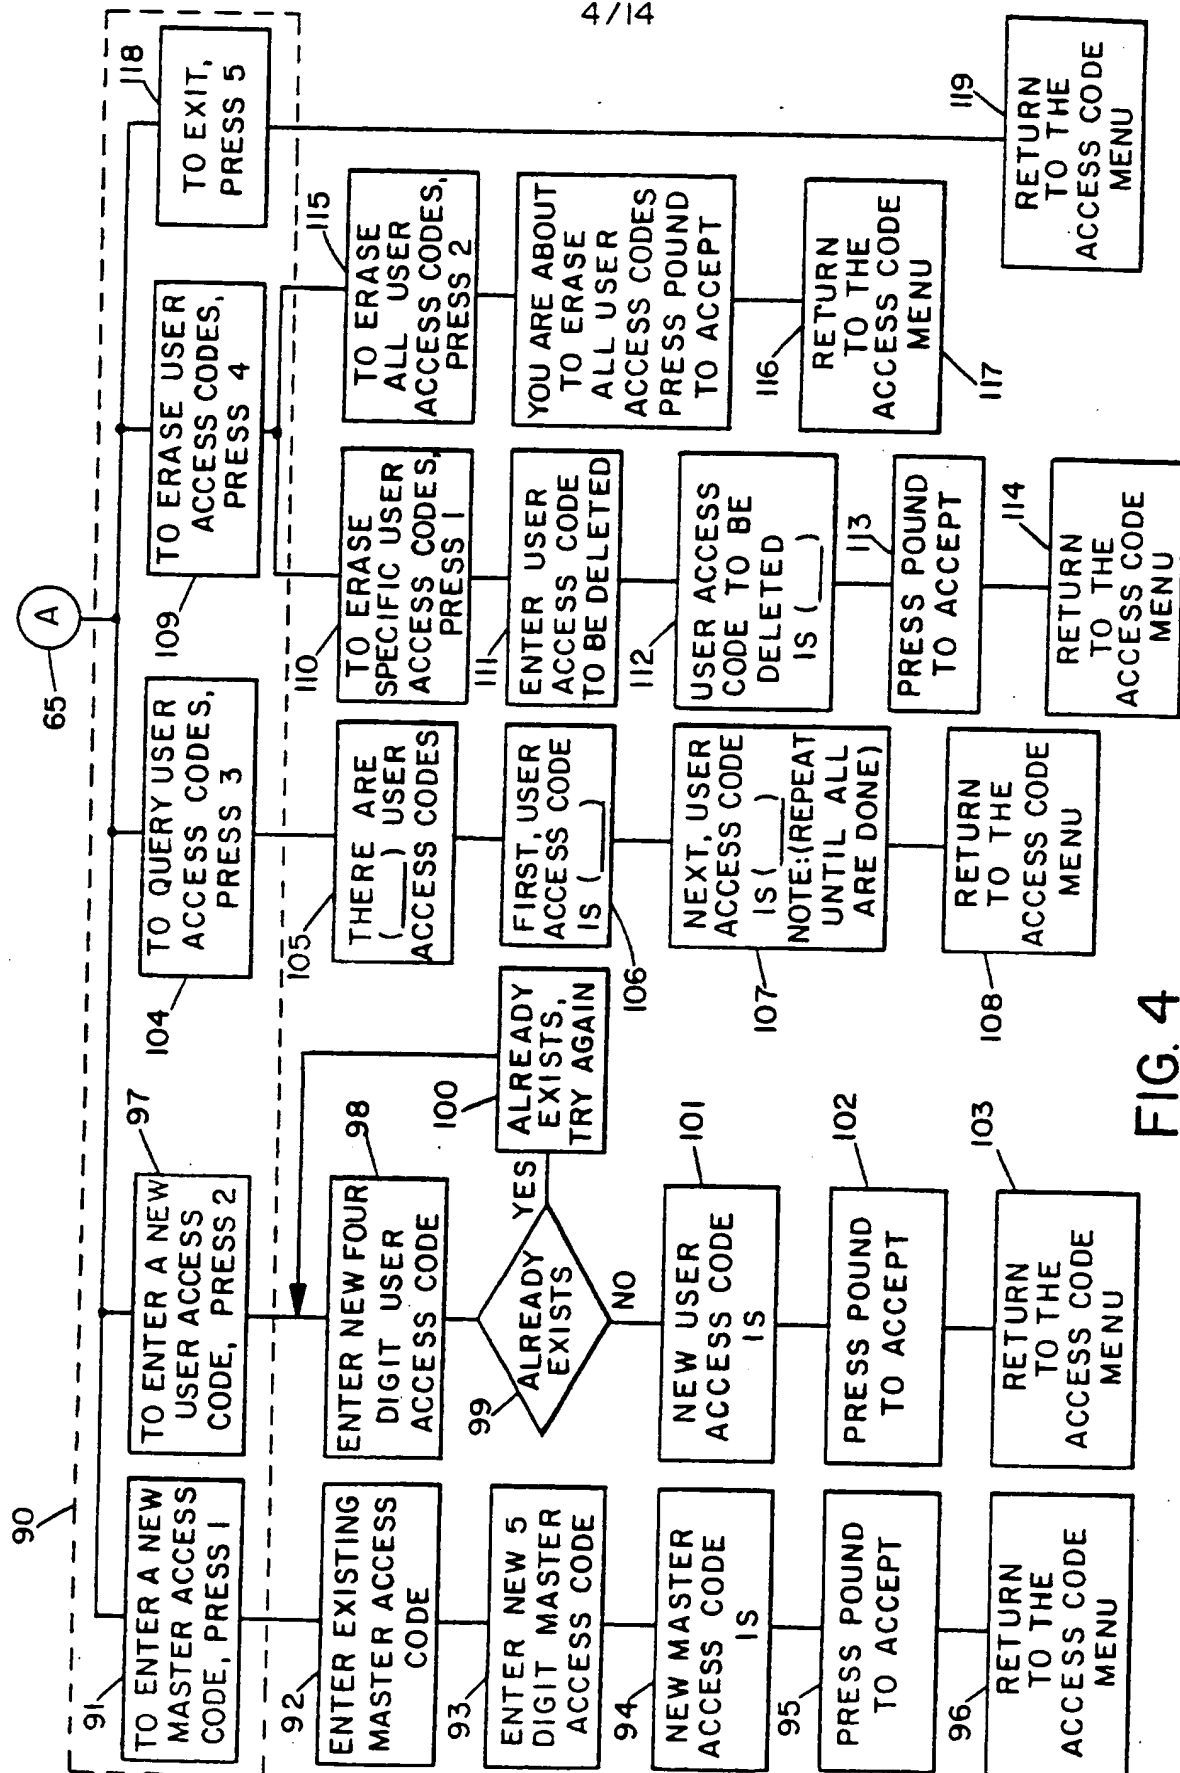 4/14
A
65
90
91
TO ENTER A NEW
MASTER ACCESS
CODE, PRESS 1
92
ENTER EXISTING
MASTER ACCESS
CODE
93
ENTER NEW 5
DIGIT MASTER
ACCESS CODE
94
NEW MASTER
ACCESS CODE
IS
95
PRESS POUND
TO ACCEPT
96
RETURN
TO THE
ACCESS CODE
MENU
97
TO ENTER A NEW
USER ACCESS
CODE, PRESS 2
98
ENTER NEW FOUR
DIGIT USER
ACCESS CODE
99
ALREADY
EXISTS
YES
NO
100
ALREADY
EXISTS,
TRY AGAIN
101
NEW USER
ACCESS CODE
IS
102
PRESS POUND
TO ACCEPT
103
RETURN
TO THE
ACCESS CODE
MENU
104
TO QUERY USER
ACCESS CODES,
PRESS 3
105
THERE ARE
(___) USER
ACCESS CODES
106
FIRST, USER
ACCESS CODE
IS (___)
107
NEXT, USER
ACCESS CODE
IS (___)
NOTE:(REPEAT
UNTIL ALL
ARE DONE)
108
RETURN
TO THE
ACCESS CODE
MENU
109
TO ERASE USER
ACCESS CODES,
PRESS 4
110
TO ERASE
SPECIFIC USER
ACCESS CODES,
PRESS 1
111
ENTER USER
ACCESS CODE
TO BE DELETED
112
USER ACCESS
CODE TO BE
DELETED
IS (___)
113
PRESS POUND
TO ACCEPT
114
RETURN
TO THE
ACCESS CODE
MENU
115
TO ERASE
ALL USER
ACCESS CODES,
PRESS 2
YOU ARE ABOUT
TO ERASE
ALL USER
ACCESS CODES
PRESS POUND
TO ACCEPT
116
RETURN
TO THE
ACCESS CODE
MENU
117
118
TO EXIT,
PRESS 5
119
RETURN
TO THE
ACCESS CODE
MENU
FIG. 4